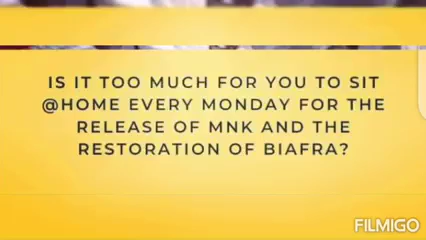 IS IT TOO MUCH FOR YOU TO SIT
@HOME EVERY MONDAY FOR THE
RELEASE OF MNK AND THE
RESTORATION OF BIAFRA?
FILMIGO